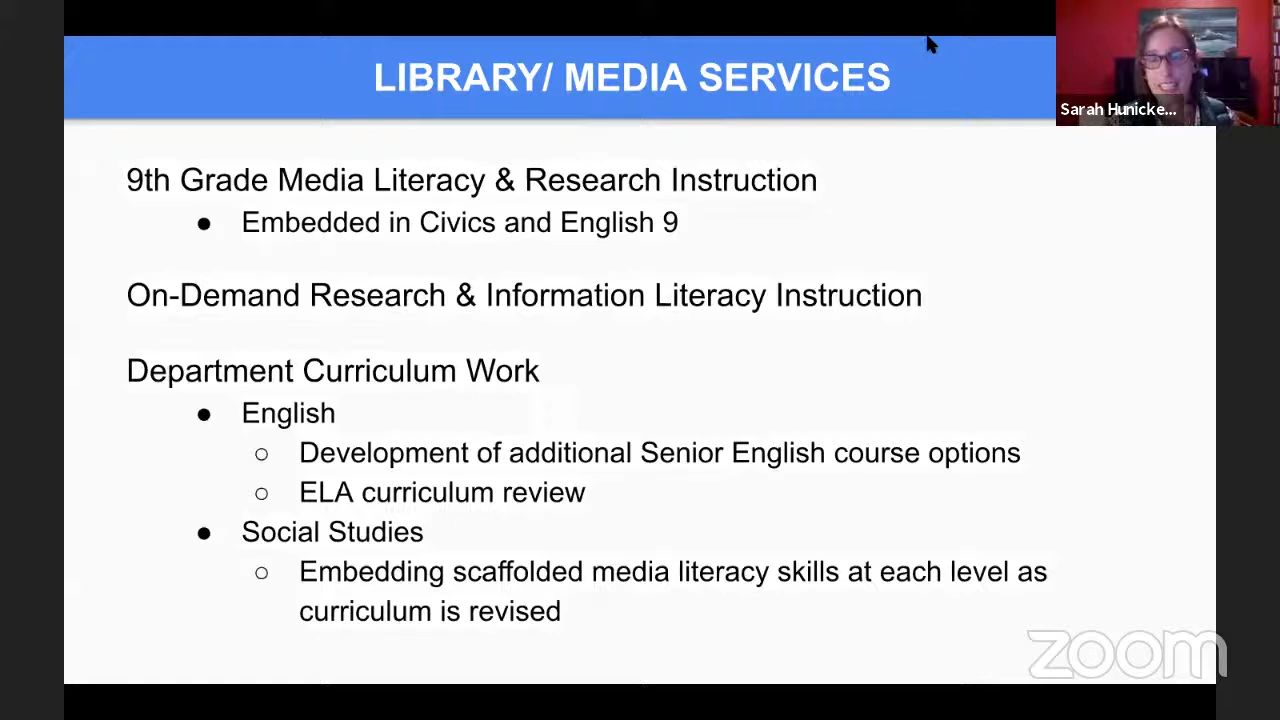 LIBRARY/ MEDIA SERVICES
Sarah Hunicke...
9th Grade Media Literacy & Research Instruction
● Embedded in Civics and English 9
On-Demand Research & Information Literacy Instruction
Department Curriculum Work
● English
○ Development of additional Senior English course options
○ ELA curriculum review
● Social Studies
○ Embedding scaffolded media literacy skills at each level as
curriculum is revised
zoom